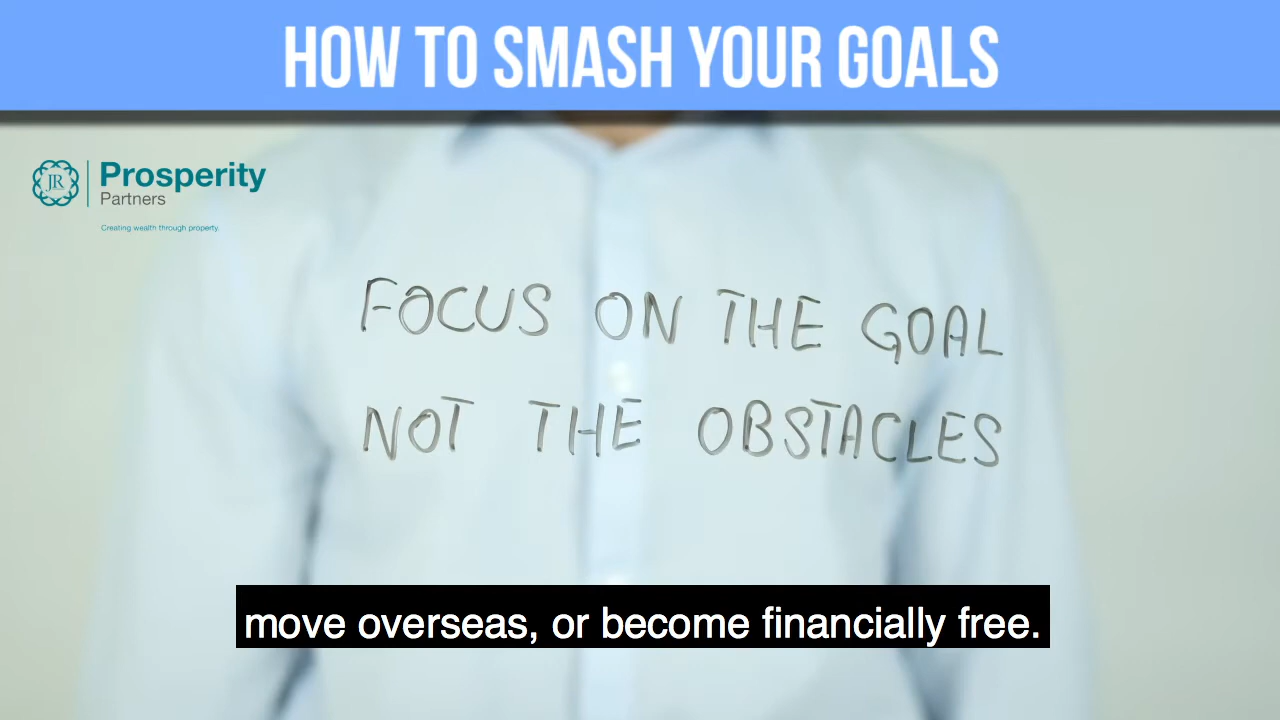 HOW TO SMASH YOUR GOALS
JR
Prosperity
Partners
Creating wealth through property.
FOCUS ON THE GOAL
NOT THE OBSTACLES
move overseas, or become financially free.